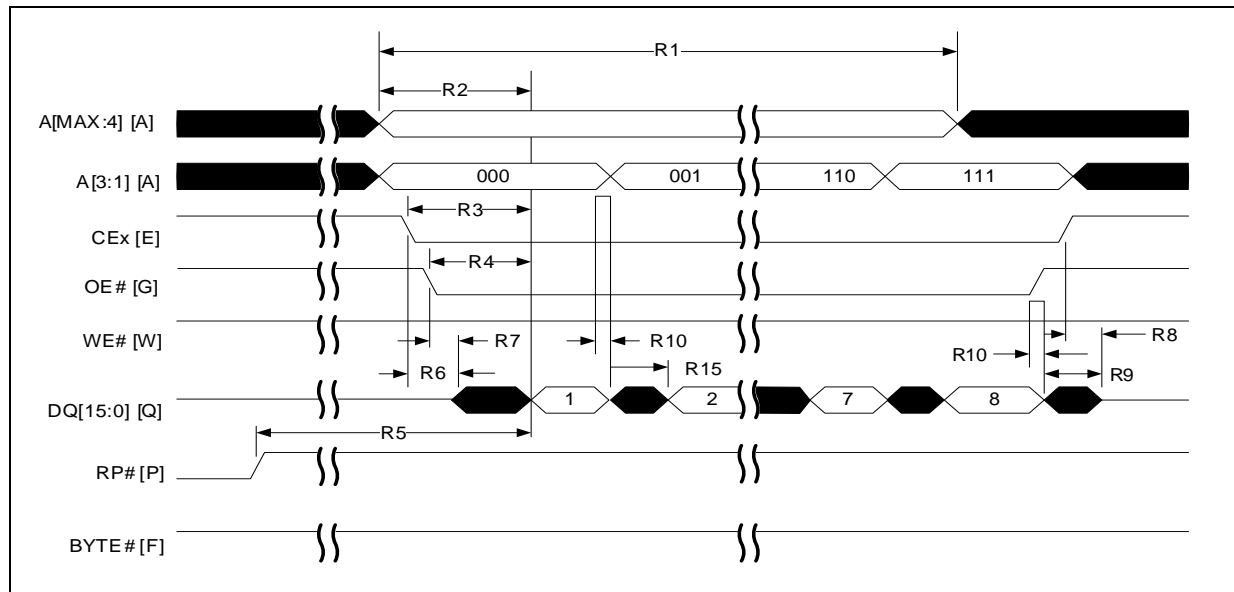 R1
R2
A[MAX:4] [A]
A[3:1] [A]
000
001
110
111
R3
CEx [E]
R4
OE# [G]
WE# [W]
R7
R10
R10
R8
R6
R15
R9
DQ[15:0] [Q]
1
2
7
8
R5
RP# [P]
BYTE# [F]